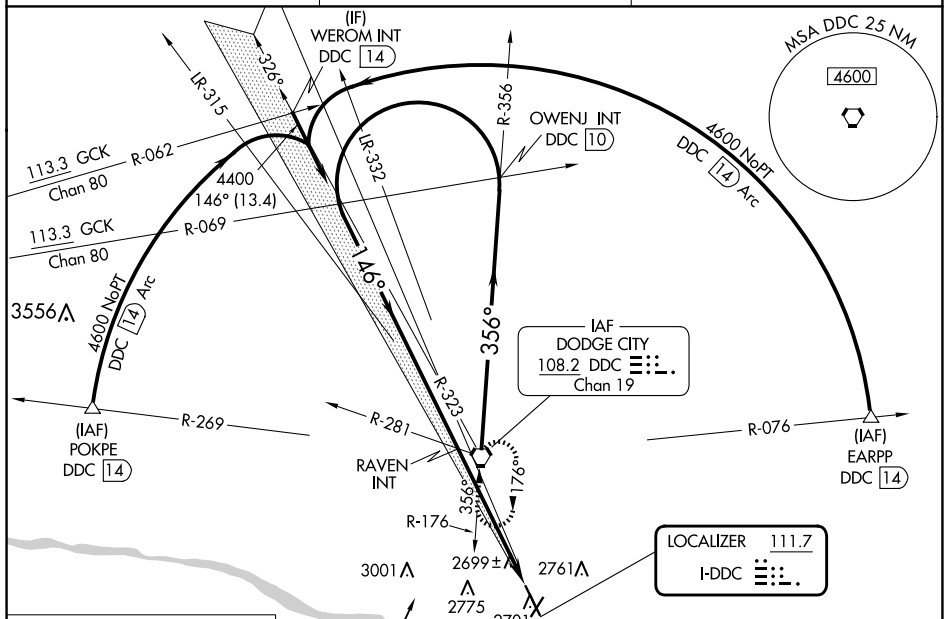 (IF)
WEROM INT
DDC 14
MSA DDC 25 NM
4600
326°
LR-315
R-356
OWENJ INT
DDC 10
LR-332
113.3 GCK
Chan 80
R-062
4400
146° (13.4)
4600 NoPT
DDC 14 Arc
113.3 GCK
Chan 80
R-069
146°
3556
4600 NoPT
DDC 14 Arc
356°
IAF
DODGE CITY
108.2 DDC
Chan 19
R-323
R-269
(IAF)
POKPE
DDC 14
R-281
R-076
(IAF)
EARPP
DDC 14
RAVEN
INT
356°
176°
R-176
LOCALIZER 111.7
I-DDC
3001
2699±
2761
2775